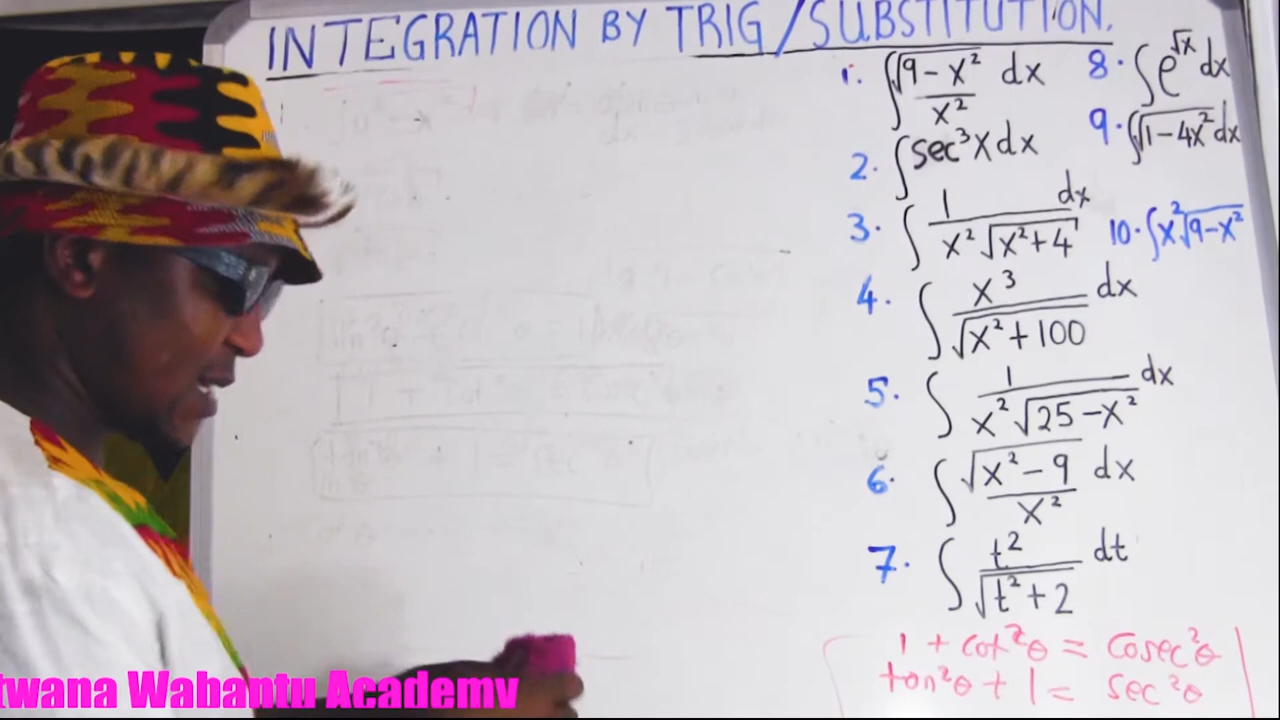 INTEGRATION BY TRIG/SUBSTITUTION.
1. ∫ √(9-x²)/x² dx
2. ∫ sec³x dx
3. ∫ 1/(x²√(x²+4)) dx
4. ∫ x³/√(x²+100) dx
5. ∫ 1/(x²√(25-x²)) dx
6. ∫ √(x²-9)/x² dx
7. ∫ t²/√(t²+2) dt
8. ∫ e^√x dx
9. ∫ √(1-4x²) dx
10. ∫ x²√(9-x²)
1 + cot²θ = cosec²θ
tan²θ + 1 = sec²θ
Wabantu Academy